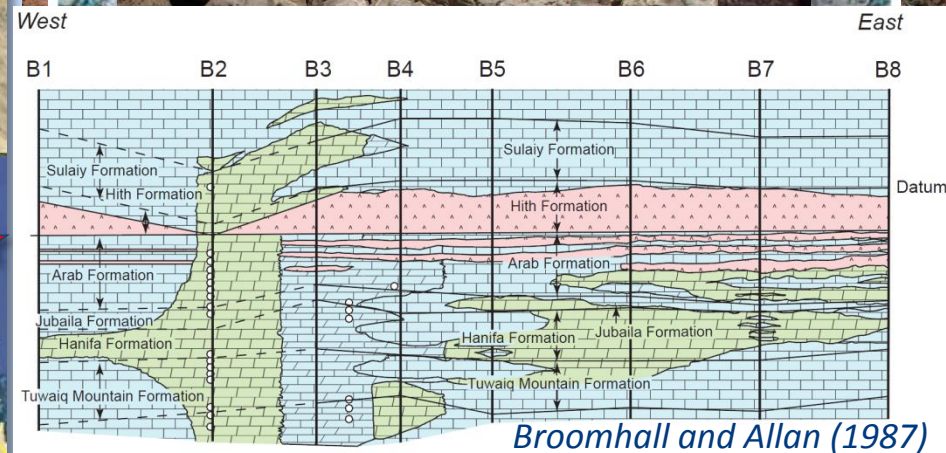 West East
B1 B2 B3 B4 B5 B6 B7 B8
Sulaiy Formation
Sulaiy Formation
Hith Formation
Datum
Hith Formation
Arab Formation
Arab Formation
Jubaila Formation
Jubaila Formation
Hanifa Formation
Hanifa Formation
Tuwaiq Mountain Formation
Tuwaiq Mountain Formation
Broomhall and Allan (1987)